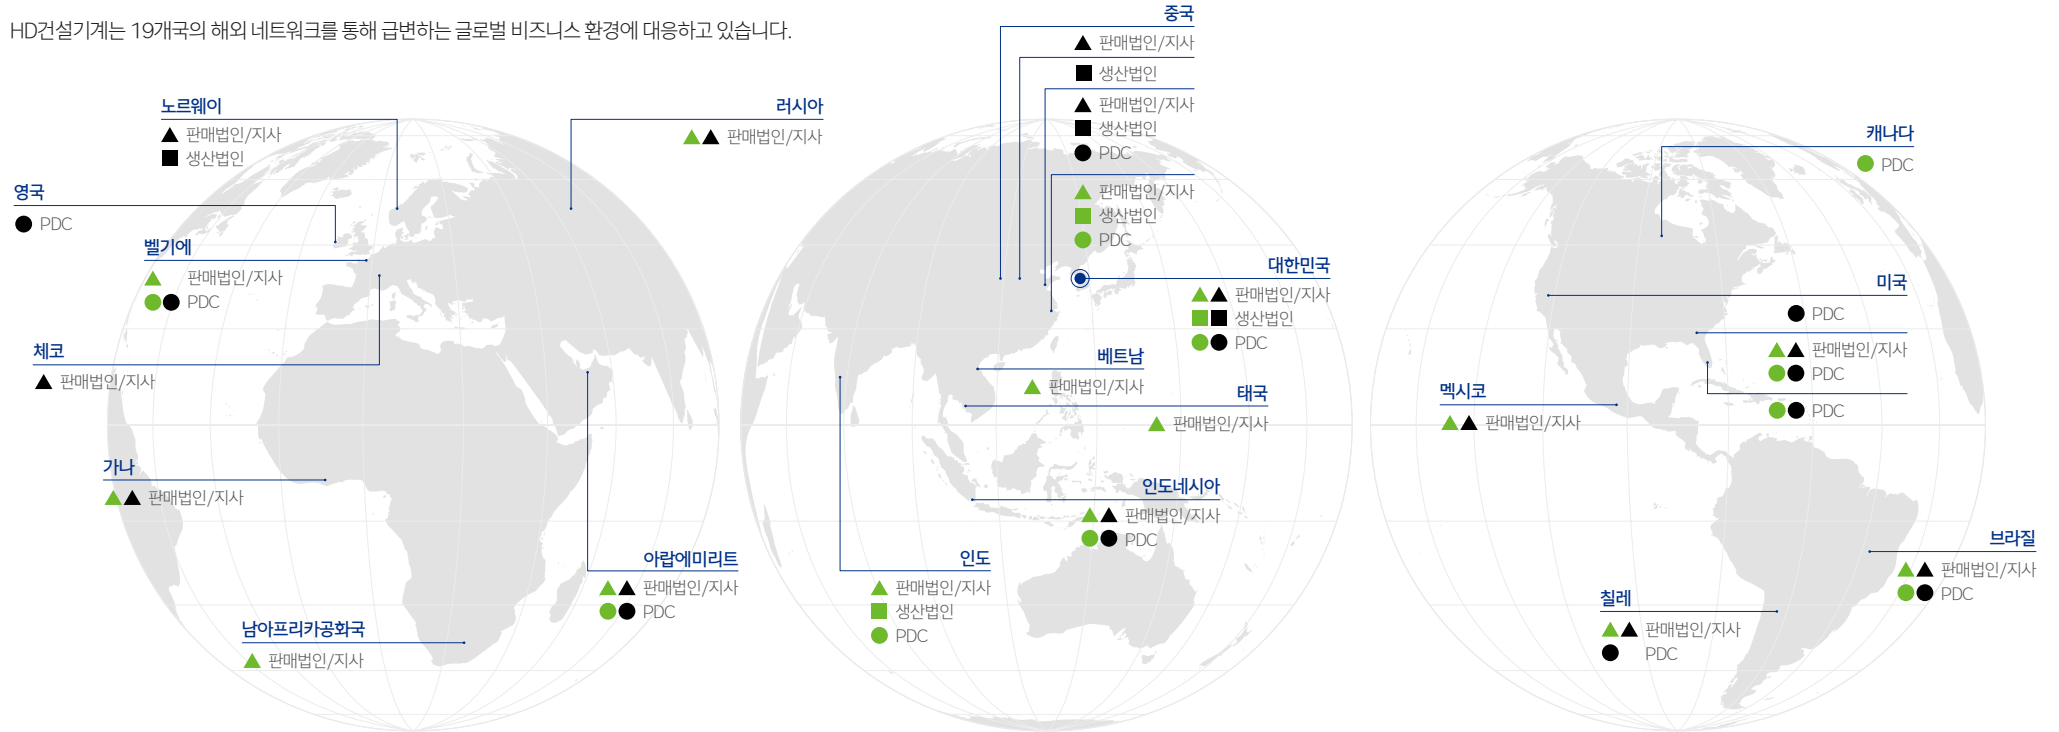 HD건설기계는 19개국의 해외 네트워크를 통해 급변하는 글로벌 비즈니스 환경에 대응하고 있습니다.
노르웨이
판매법인/지사
생산법인
러시아
판매법인/지사
영국
PDC
벨기에
판매법인/지사
PDC
체코
판매법인/지사
가나
판매법인/지사
아랍에미리트
판매법인/지사
PDC
남아프리카공화국
판매법인/지사
중국
판매법인/지사
생산법인
판매법인/지사
생산법인
PDC
판매법인/지사
생산법인
PDC
대한민국
판매법인/지사
생산법인
PDC
베트남
판매법인/지사
태국
판매법인/지사
인도네시아
판매법인/지사
PDC
인도
판매법인/지사
생산법인
PDC
캐나다
PDC
미국
PDC
판매법인/지사
PDC
PDC
멕시코
판매법인/지사
브라질
판매법인/지사
PDC
칠레
판매법인/지사
PDC